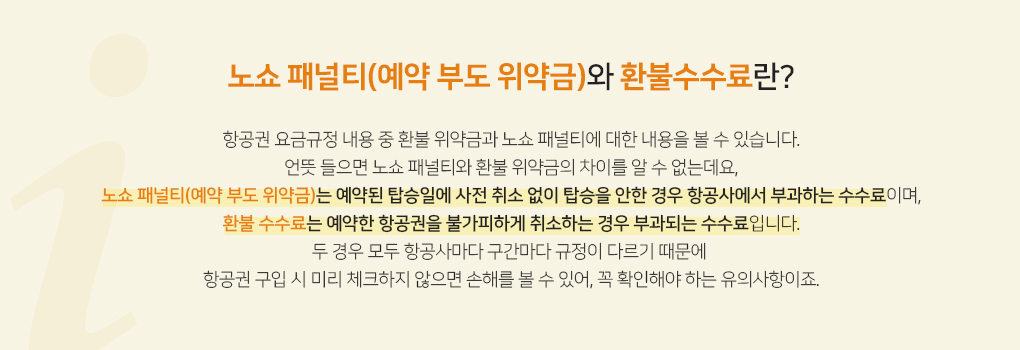 노쇼 패널티(예약 부도 위약금)와 환불수수료란?
항공권 요금규정 내용 중 환불 위약금과 노쇼 패널티에 대한 내용을 볼 수 있습니다.
언뜻 들으면 노쇼 패널티와 환불 위약금의 차이를 알 수 없는데요,
노쇼 패널티(예약 부도 위약금)는 예약된 탑승일에 사전 취소 없이 탑승을 안한 경우 항공사에서 부과하는 수수료이며,
환불 수수료는 예약한 항공권을 불가피하게 취소하는 경우 부과되는 수수료입니다.
두 경우 모두 항공사마다 구간마다 규정이 다르기 때문에
항공권 구입 시 미리 체크하지 않으면 손해를 볼 수 있어, 꼭 확인해야 하는 유의사항이죠.